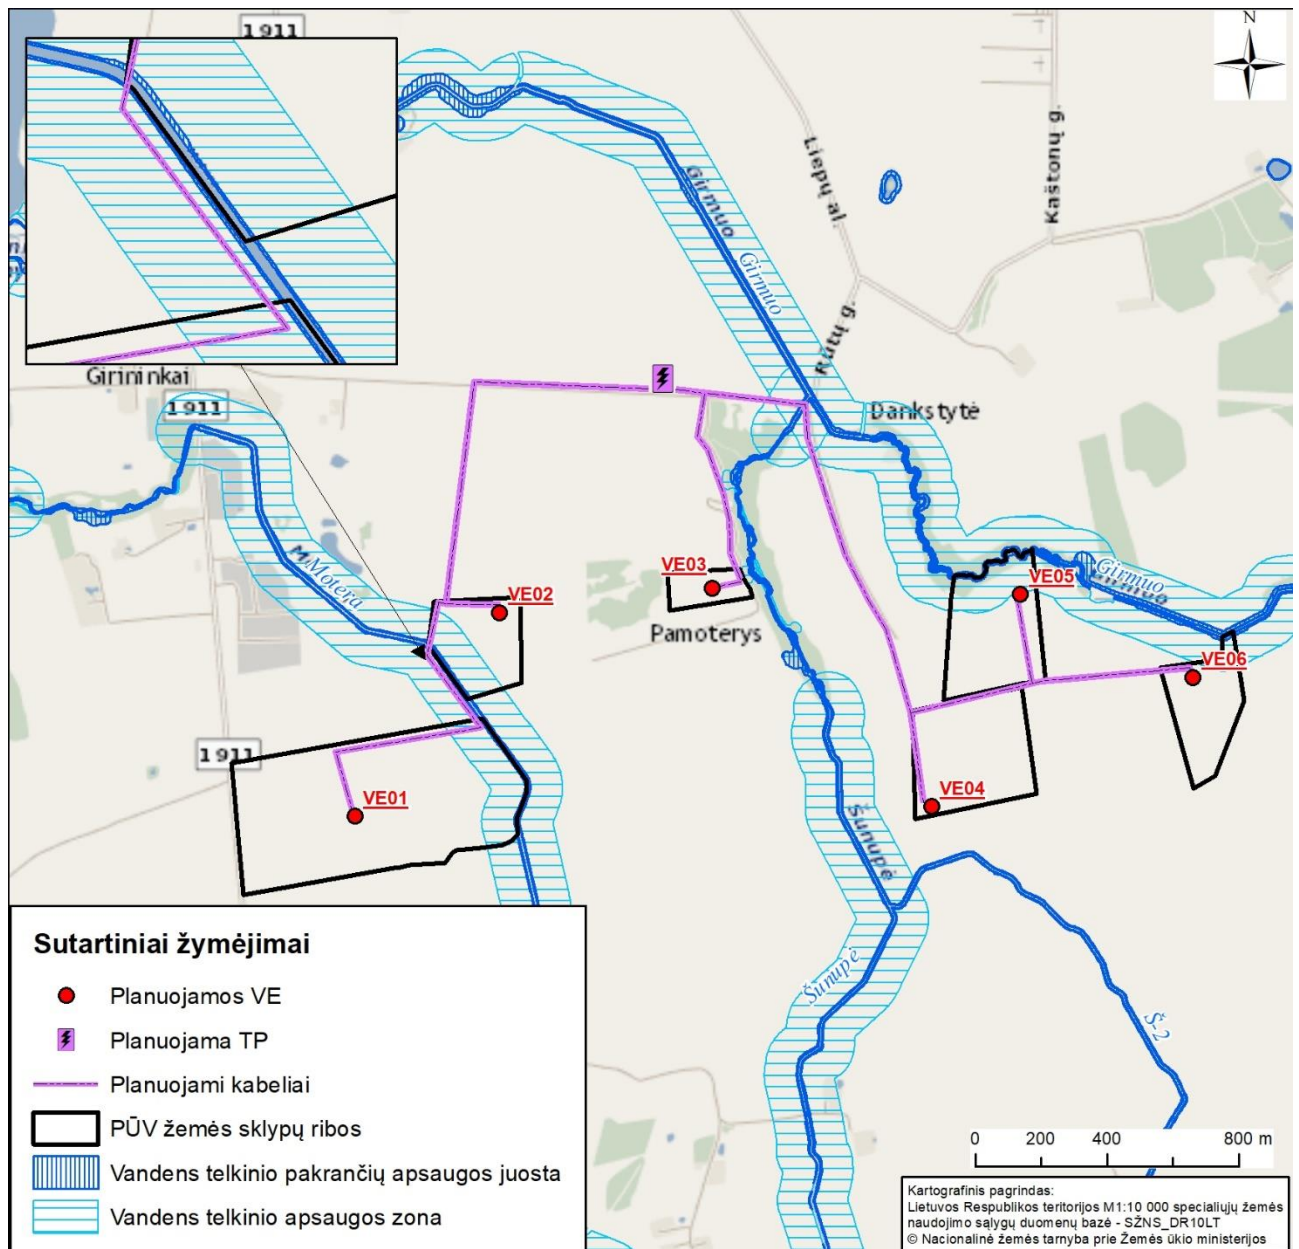 1911
N
Liepų al.
Kaštonų g.
Girmuo
Girmuo
Rūtų g.
Girininkai
1911
Dankstytė
M.Motera
VE03
VE02
VE05
Girmuo
Pamoterys
VE06
1911
VE01
VE04
Šunupė
Šunupė
Š-2
Sutartiniai žymėjimai
Planuojamos VE
Planuojama TP
Planuojami kabeliai
PŪV žemės sklypų ribos
Vandens telkinio pakrančių apsaugos juosta
Vandens telkinio apsaugos zona
0 200 400 800 m
Kartografinis pagrindas:
Lietuvos Respublikos teritorijos M1:10 000 specialiųjų žemės
naudojimo sąlygų duomenų bazė - SŽNS_DR10LT
© Nacionalinė žemės tarnyba prie Žemės ūkio ministerijos